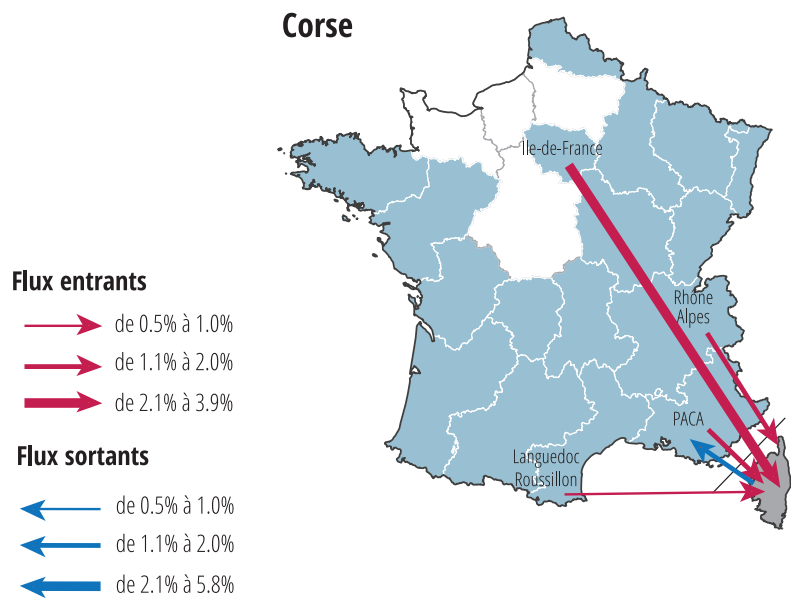 Corse
Île-de-France
Rhône
Alpes
PACA
Languedoc
Roussillon
Flux entrants
de 0.5% à 1.0%
de 1.1% à 2.0%
de 2.1% à 3.9%
Flux sortants
de 0.5% à 1.0%
de 1.1% à 2.0%
de 2.1% à 5.8%